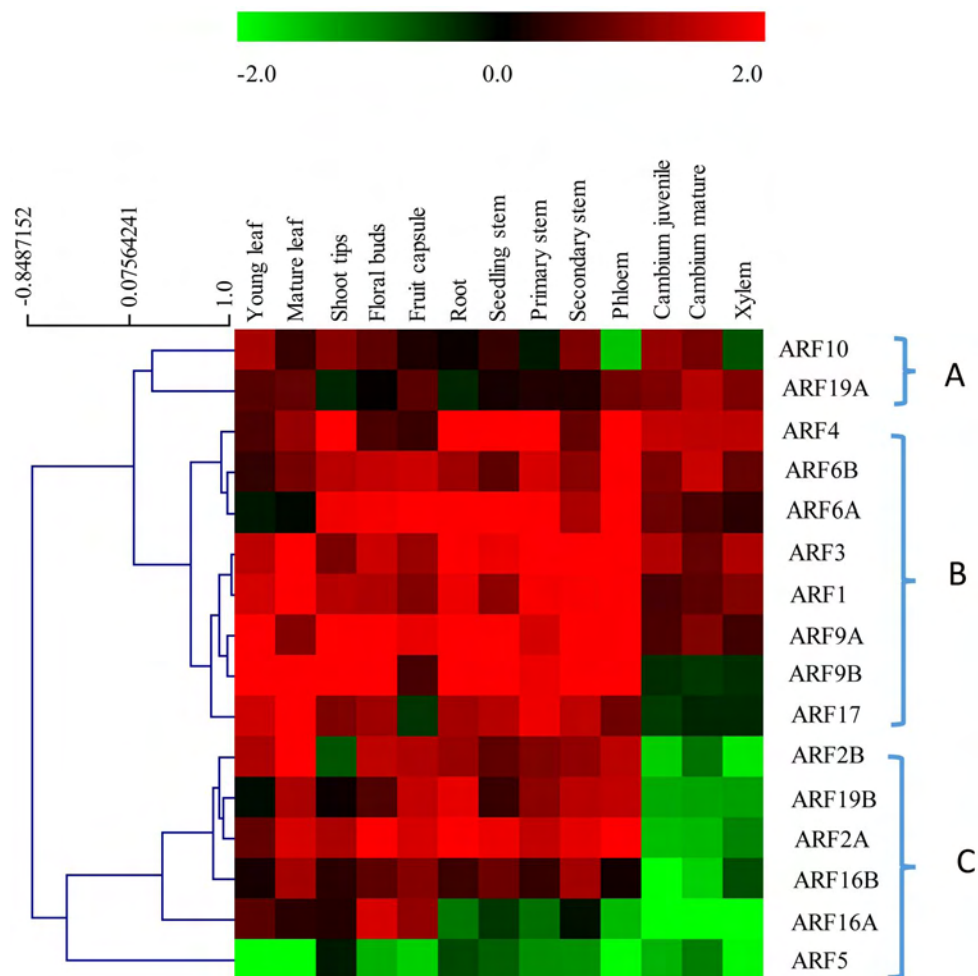 -2.0 0.0 2.0
-0.8487152
0.07564241
1.0
Young leaf
Mature leaf
Shoot tips
Floral buds
Fruit capsule
Root
Seedling stem
Primary stem
Secondary stem
Phloem
Cambium juvenile
Cambium mature
Xylem
ARF10
ARF19A
A
ARF4
ARF6B
ARF6A
ARF3
ARF1
ARF9A
ARF9B
ARF17
B
ARF2B
ARF19B
ARF2A
ARF16B
ARF16A
ARF5
C